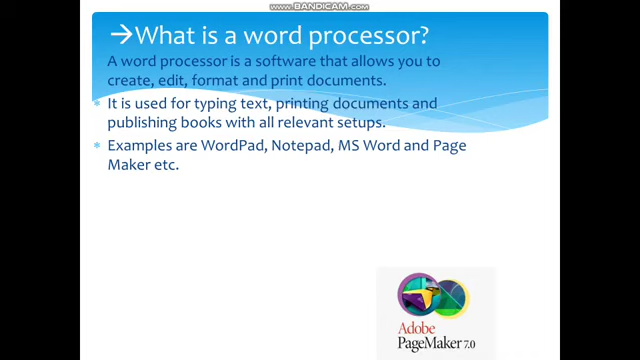 www.BANDICAM.com
→What is a word processor?
A word processor is a software that allows you to
create, edit, format and print documents.
* It is used for typing text, printing documents and
publishing books with all relevant setups.
* Examples are WordPad, Notepad, MS Word and Page
Maker etc.
Adobe
PageMaker 7.0